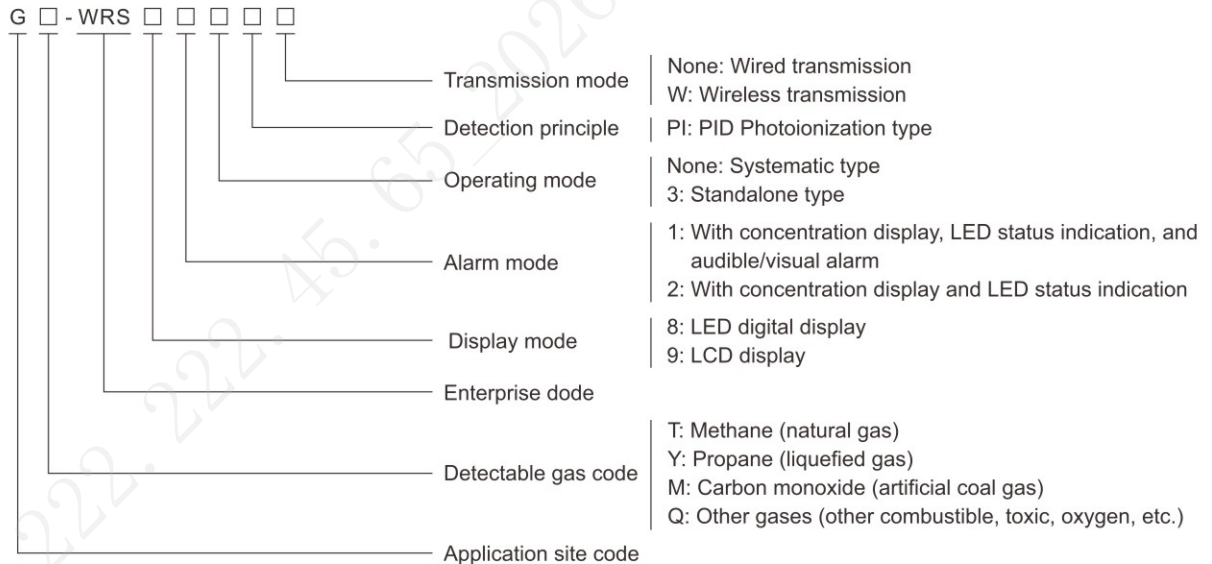 G □ - WRS □ □ □ □ □
Transmission mode
None: Wired transmission
W: Wireless transmission
Detection principle
PI: PID Photoionization type
Operating mode
None: Systematic type
3: Standalone type
Alarm mode
1: With concentration display, LED status indication, and
audible/visual alarm
2: With concentration display and LED status indication
Display mode
8: LED digital display
9: LCD display
Enterprise dode
Detectable gas code
T: Methane (natural gas)
Y: Propane (liquefied gas)
M: Carbon monoxide (artificial coal gas)
Q: Other gases (other combustible, toxic, oxygen, etc.)
Application site code
222. 222. 45. 65_2026